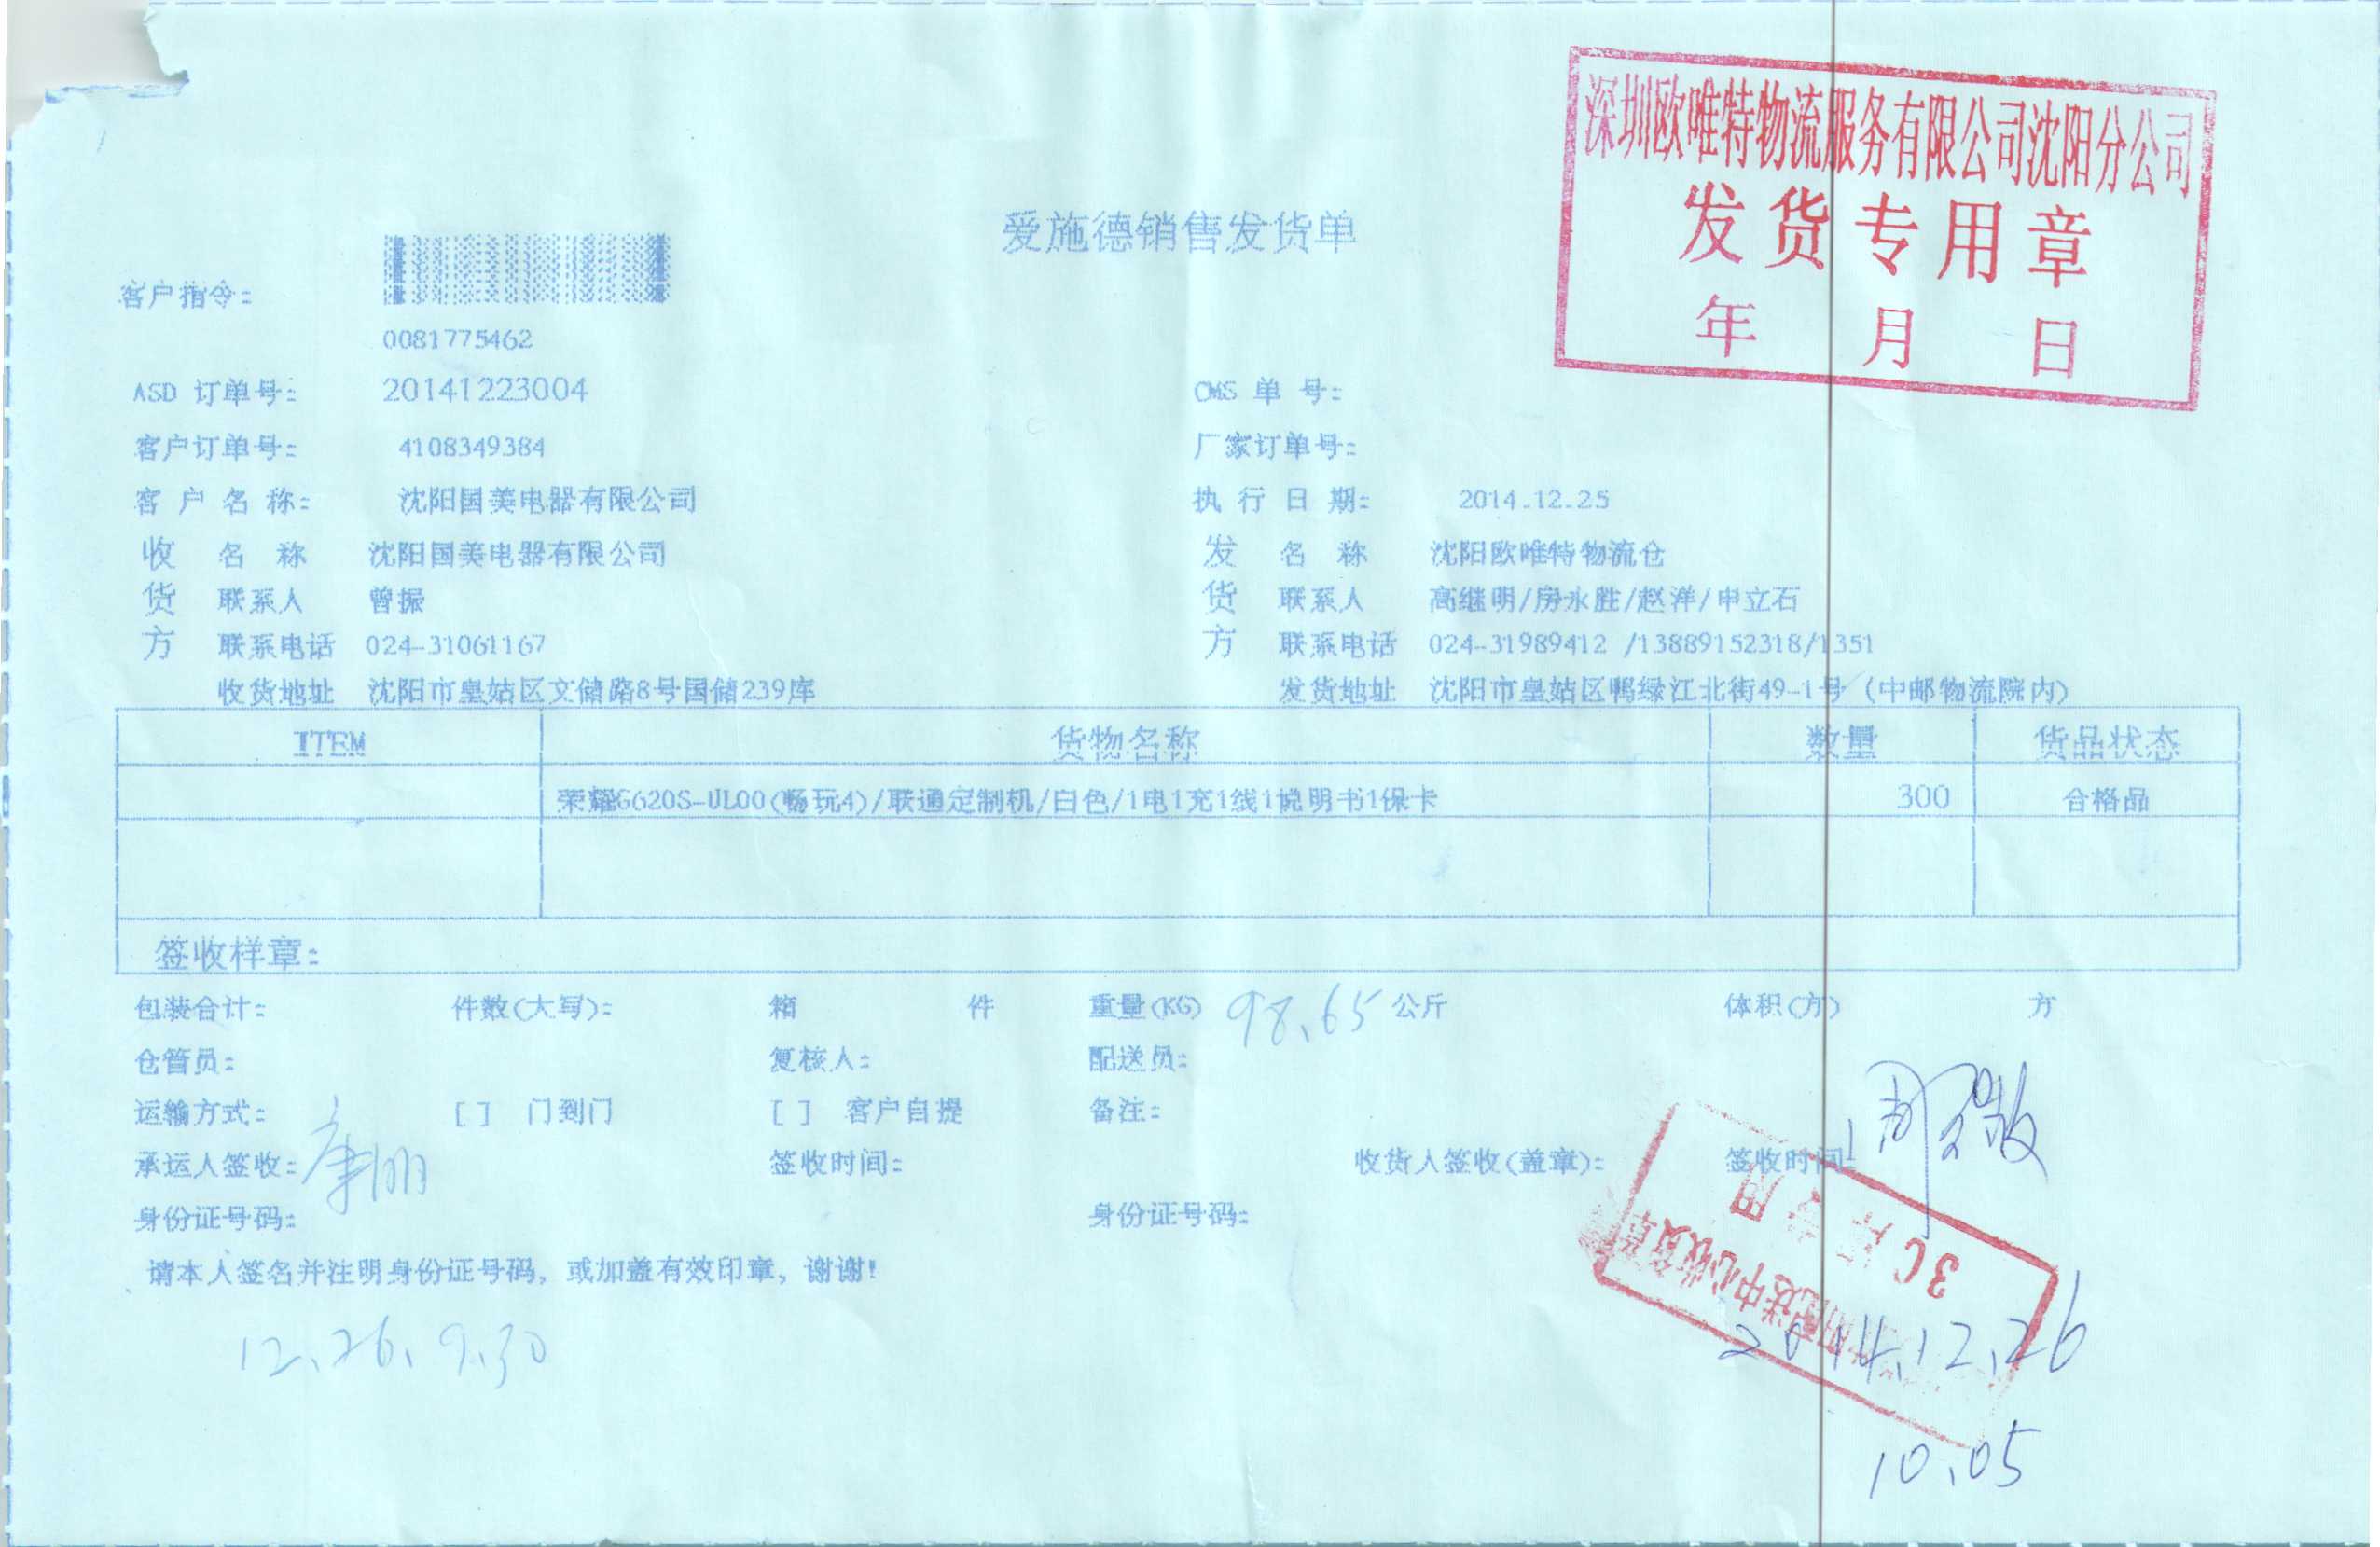 深圳欧唯特物流服务有限公司沈阳分公司
发货专用章
年 月 日
爱施德销售发货单
客户指令:
0081775462
ASD 订单号: 20141223004 CMS 单 号:
客户订单号: 4108349384 厂家订单号:
客 户 名 称: 沈阳国美电器有限公司 执 行 日 期: 2014.12.25
收 名 称 沈阳国美电器有限公司 发 名 称 沈阳欧唯特物流仓
货 联系人 曾振 货 联系人 高继明/房永胜/赵洋/申立石
方 联系电话 024-31061167 方 联系电话 024-31989412 /13889152318/1351
收货地址 沈阳市皇姑区文储路8号国储239库 发货地址 沈阳市皇姑区鸭绿江北街49-1号 (中邮物流院内)
ITEM 货物名称 数量 货品状态
荣耀G620S-UL00(畅玩4)/联通定制机/白色/1电1充1线1说明书1保卡 300 合格品
签收样章:
包装合计: 件数(大写): 箱 件 重量(KG) 98.65 公斤 体积(方) 方
仓管员: 复核人: 配送员:
运输方式: [ ] 门到门 [ ] 客户自提 备注:
承运人签收: 签收时间: 收货人签收(盖章): 签收时间:
身份证号码: 身份证号码:
请本人签名并注明身份证号码, 或加盖有效印章, 谢谢!
配送中心收货章
3C 库专用
12.26.9.30
2014.12.26
10.05